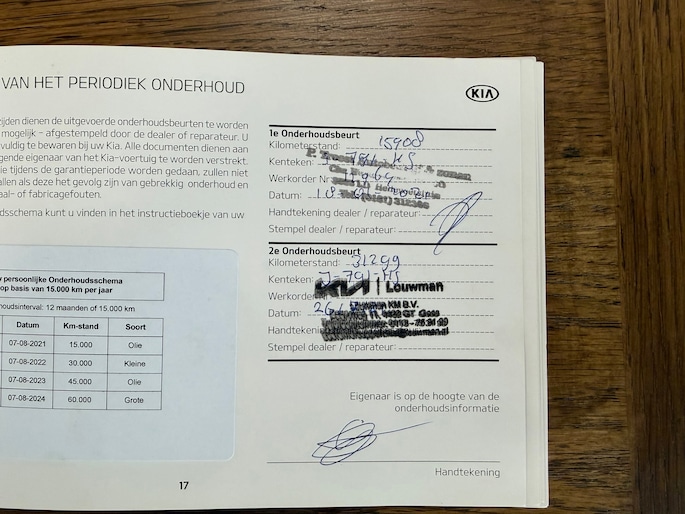 VAN HET PERIODIEK ONDERHOUD
KIA
ijden dienen de uitgevoerde onderhoudsbeurten te worden
mogelijk – afgestempeld door de dealer of reparateur. U
vuldig te bewaren bij uw Kia. Alle documenten dienen aan
gende eigenaar van het Kia-voertuig te worden verstrekt.
ie tijdens de garantieperiode worden gedaan, zullen niet
allen als deze het gevolg zijn van gebrekkig onderhoud en
aal- of fabricagefouten.
dsschema kunt u vinden in het instructieboekje van uw
w persoonlijke Onderhoudsschema
op basis van 15.000 km per jaar
houdsinterval: 12 maanden of 15.000 km
Datum Km-stand Soort
07-08-2021 15.000 Olie
07-08-2022 30.000 Kleine
07-08-2023 45.000 Olie
07-08-2024 60.000 Grote
17
1e Onderhoudsbeurt
Kilometerstand: 15908
Kenteken:
Werkorder Nr:
Datum:
Handtekening dealer / reparateur:
Stempel dealer / reparateur:
2e Onderhoudsbeurt
Kilometerstand: 31299
Kenteken: J-791-HS
KIA Louwman
Werkorder
Datum:
Handtekeni
Stempel dealer / reparateur:
Eigenaar is op de hoogte van de
onderhoudsinformatie
Handtekening